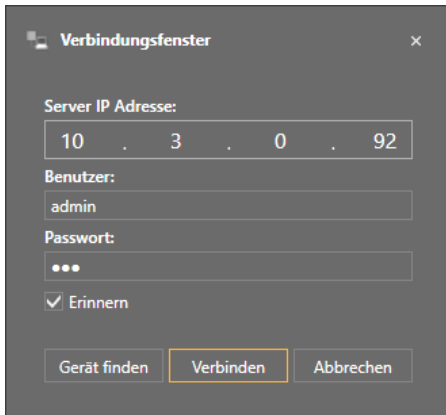 Verbindungsfenster
Server IP Adresse:
10 . 3 . 0 . 92
Benutzer:
admin
Passwort:
●●●
Erinnern
Gerät finden Verbinden Abbrechen